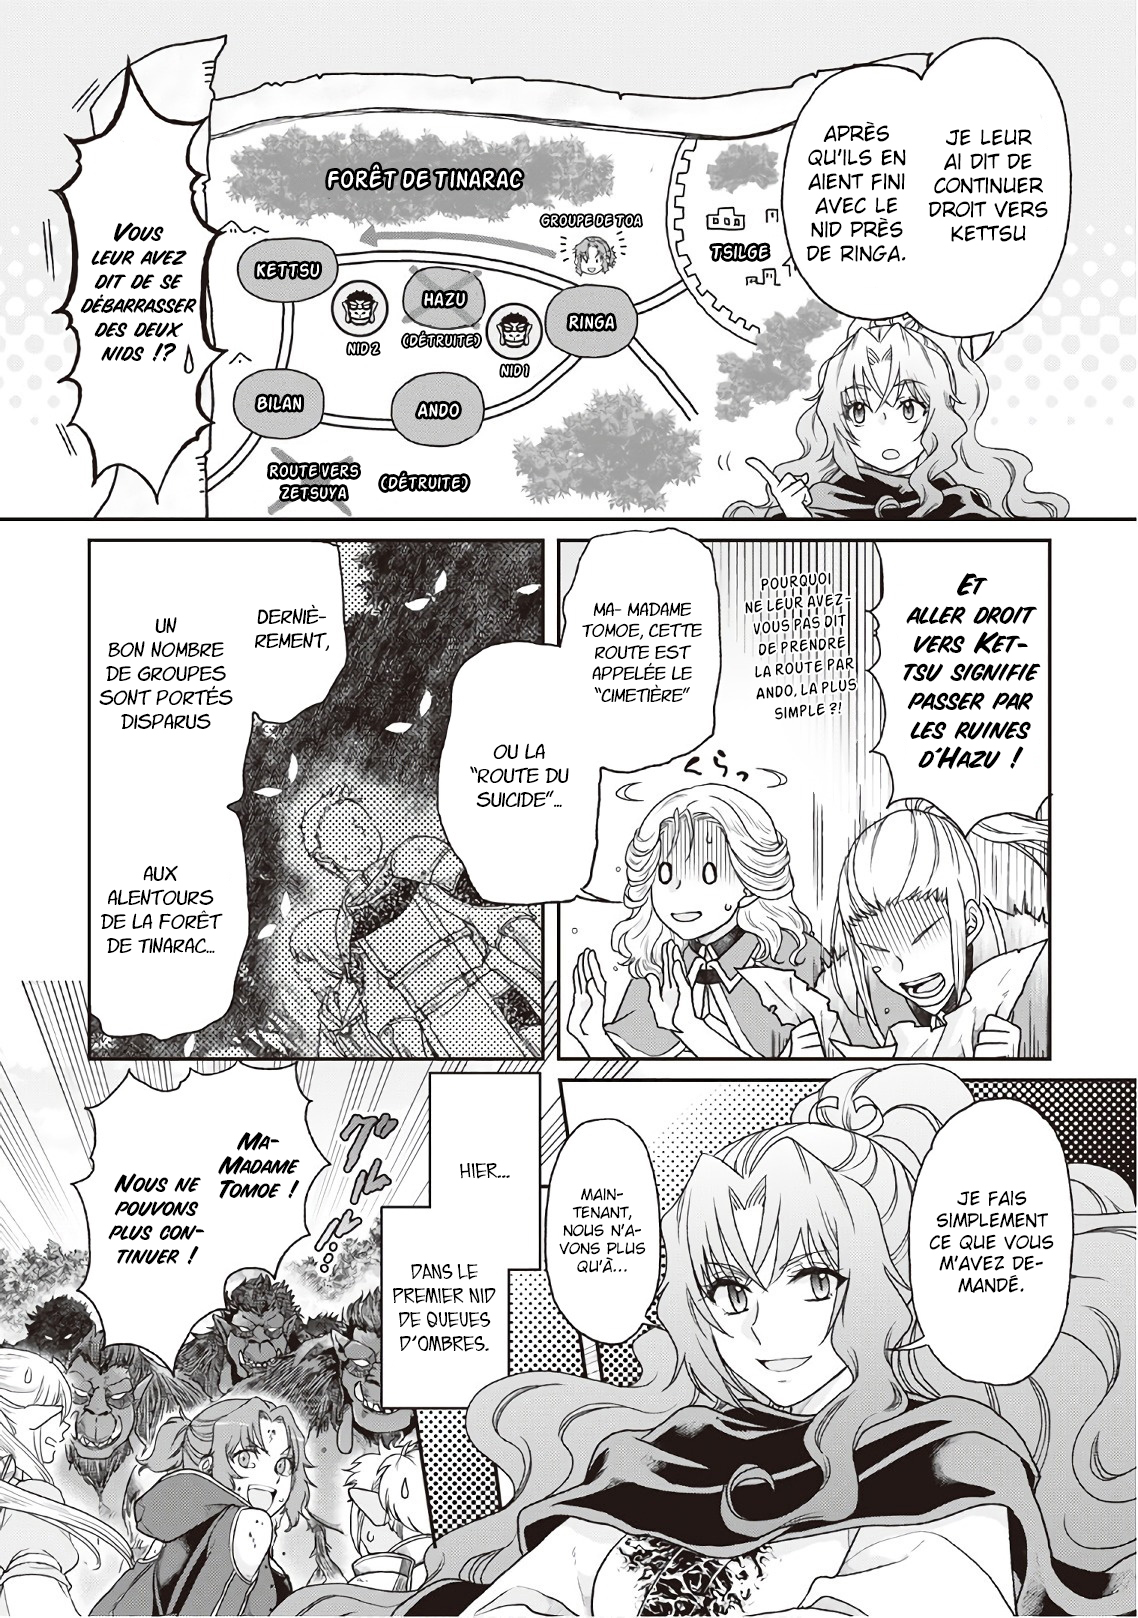 JE LEUR
AI DIT DE
CONTINUER
DROIT VERS
KETTSU
APRÈS
QU'ILS EN
AIENT FINI
AVEC LE
NID PRÈS
DE RINGA.
FORÊT DE TINARAC
GROUPE DE TOA
TSILGE
KETTSU
HAZU
(DÉTRUITE)
NID 2
NID 1
RINGA
BILAN
ANDO
ROUTE VERS
ZETSUYA
(DÉTRUITE)
VOUS
LEUR AVEZ
DIT DE SE
DÉBARRASSER
DES DEUX
NIDS !?
ET
ALLER DROIT
VERS KET-
TSU SIGNIFIE
PASSER PAR
LES RUINES
D'HAZU !
POURQUOI
NE LEUR AVEZ-
VOUS PAS DIT
DE PRENDRE
LA ROUTE PAR
ANDO, LA PLUS
SIMPLE ?!
MA- MADAME
TOMOE, CETTE
ROUTE EST
APPELÉE LE
"CIMETIÈRE"
OU LA
"ROUTE DU
SUICIDE"...
くらっ
DERNIÈ-
REMENT,
UN
BON NOMBRE
DE GROUPES
SONT PORTÉS
DISPARUS
AUX
ALENTOURS
DE LA FORÊT
DE TINARAC...
JE FAIS
SIMPLEMENT
CE QUE VOUS
M'AVEZ DE-
MANDÉ.
MAIN-
TENANT,
NOUS N'A-
VONS PLUS
QU'À...
HIER...
DANS LE
PREMIER NID
DE QUEUES
D'OMBRES.
MA-
MADAME
TOMOE !
NOUS NE
POUVONS
PLUS CON-
TINUER !
グルル…